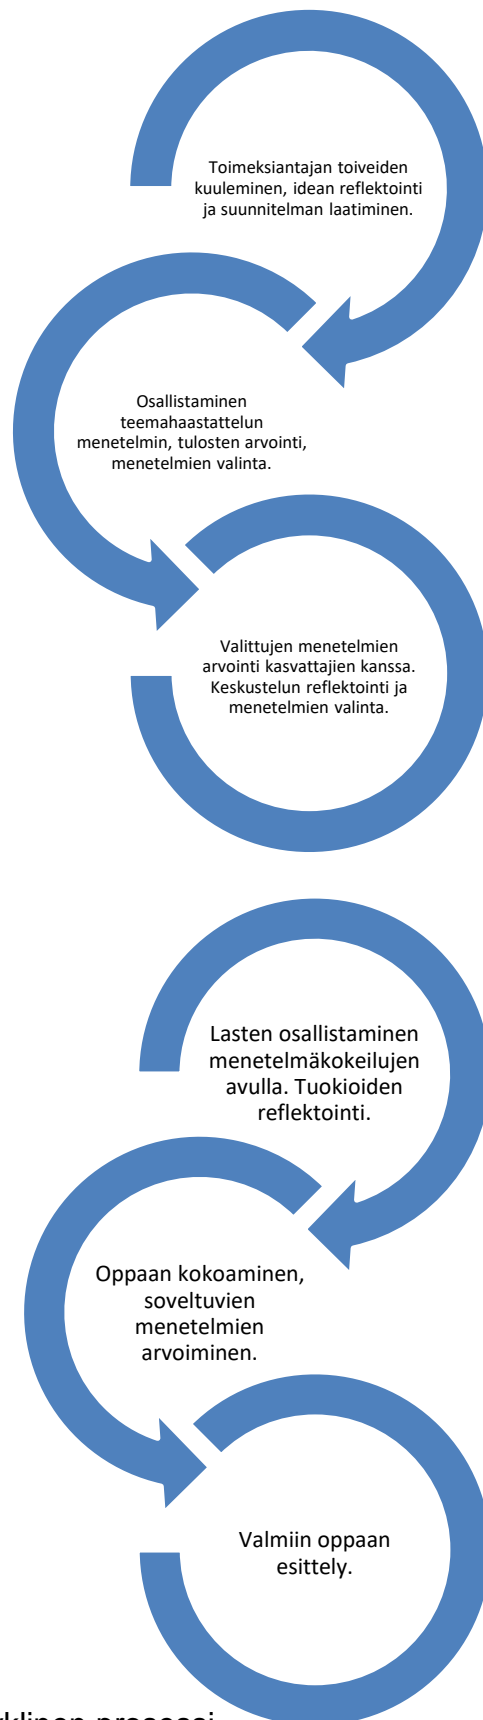 Toimeksiantajan toiveiden
kuuleminen, idean reflektointi
ja suunnitelman laatiminen.
Osallistaminen
teemahaastattelun
menetelmin, tulosten arvointi,
menetelmien valinta.
Valittujen menetelmien
arvointi kasvattajien kanssa.
Keskustelun reflektointi ja
menetelmien valinta.
Lasten osallistaminen
menetelmäkokeilujen
avulla. Tuokioiden
reflektointi.
Oppaan kokoaminen,
soveltuvien
menetelmien
arvoiminen.
Valmiin oppaan
esittely.
prosessi